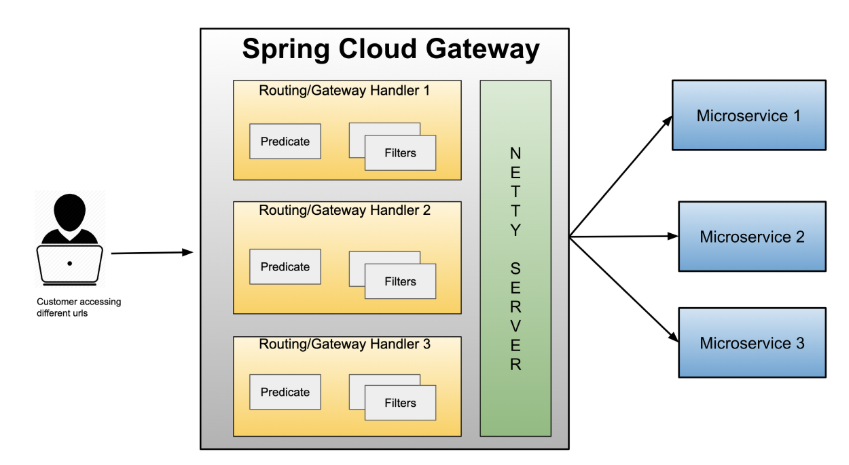 Spring Cloud Gateway
Routing/Gateway Handler 1
Predicate
Filters
Routing/Gateway Handler 2
Predicate
Filters
Routing/Gateway Handler 3
Predicate
Filters
NETTY SERVER
Customer accessing
different urls
Microservice 1
Microservice 2
Microservice 3